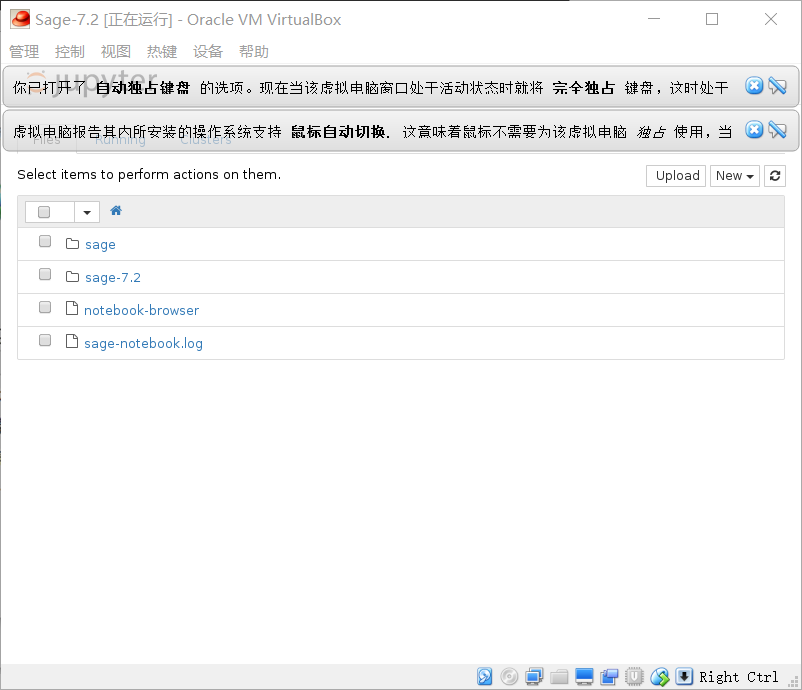 Sage-7.2 [正在运行] - Oracle VM VirtualBox
管理 控制 视图 热键 设备 帮助
jupyter
你已打开了 自动独占键盘 的选项。现在当该虚拟电脑窗口处于活动状态时就将 完全独占 键盘，这时处于
虚拟电脑报告其内所安装的操作系统支持 鼠标自动切换. 这意味着鼠标不需要为该虚拟电脑 独占 使用，当
Files Running Clusters
Select items to perform actions on them. Upload New
sage
sage-7.2
notebook-browser
sage-notebook.log
Right Ctrl